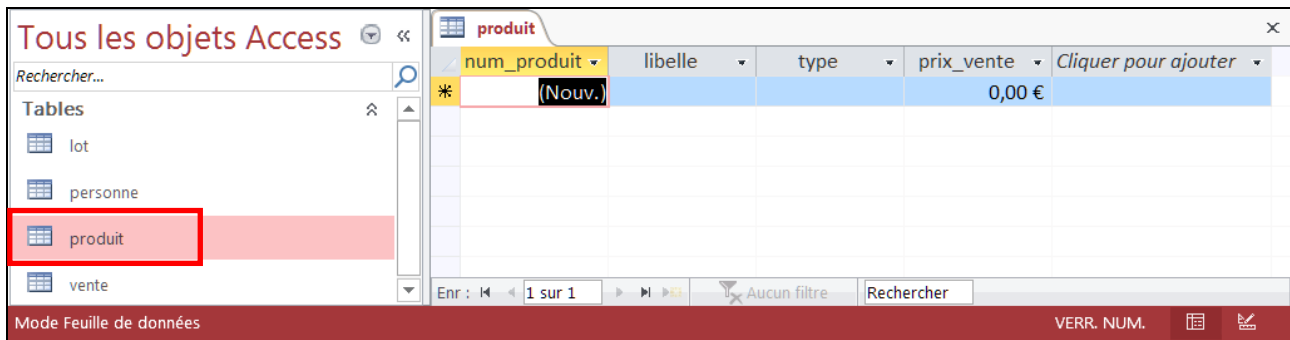 Tous les objets Access
Rechercher...
Tables
lot
personne
produit
vente
produit
num_produit libelle type prix_vente Cliquer pour ajouter
(Nouv.) 0,00 €
Enr : 1 sur 1 Aucun filtre Rechercher
Mode Feuille de données VERR. NUM.